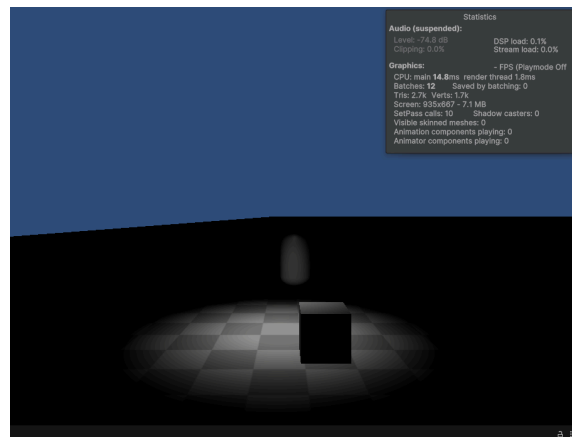 Statistics
Audio (suspended):
Level: -74.8 dB DSP load: 0.1%
Clipping: 0.0% Stream load: 0.0%
Graphics: - FPS (Playmode Off
CPU: main 14.8ms render thread 1.8ms
Batches: 12 Saved by batching: 0
Tris: 2.7k Verts: 1.7k
Screen: 935x667 - 7.1 MB
SetPass calls: 10 Shadow casters: 0
Visible skinned meshes: 0
Animation components playing: 0
Animator components playing: 0